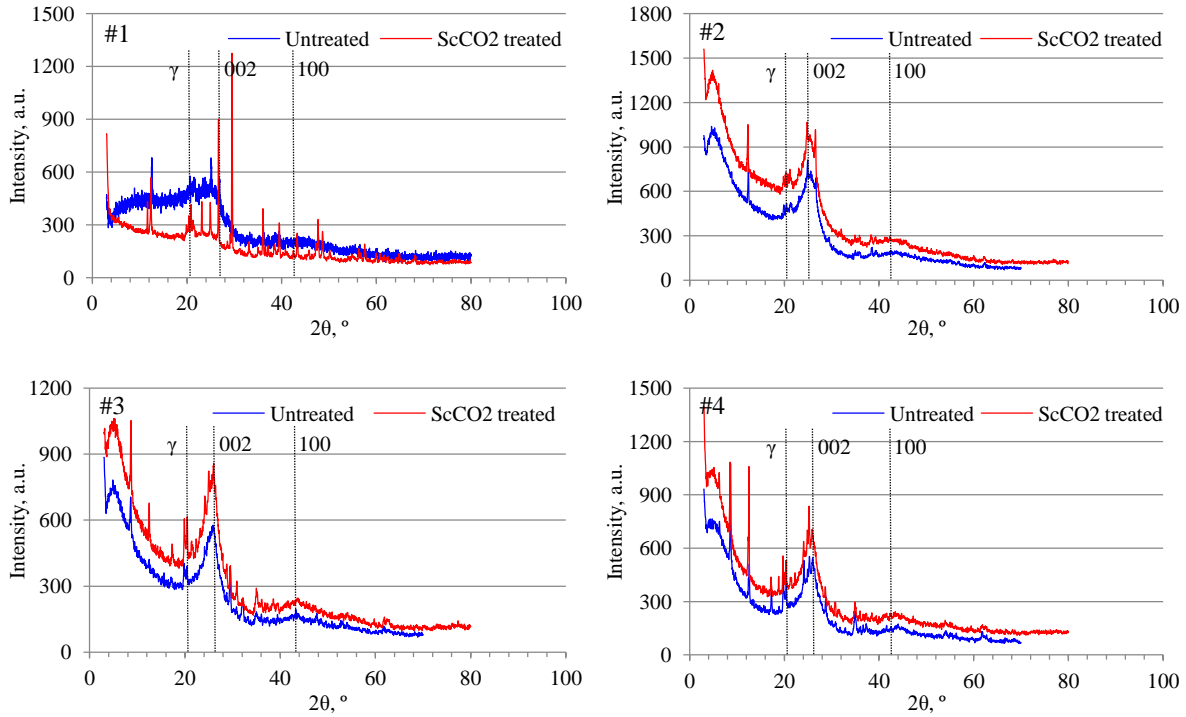 #1
Untreated ScCO2 treated
γ 002 100
Intensity, a.u.
1500
1200
900
600
300
0
0 20 40 60 80 100
2θ, º
#2
Untreated ScCO2 treated
γ 002 100
Intensity, a.u.
1800
1500
1200
900
600
300
0
0 20 40 60 80 100
2θ, º
#3
Untreated ScCO2 treated
γ 002 100
Intensity, a.u.
1200
900
600
300
0
0 20 40 60 80 100
2θ, º
#4
Untreated ScCO2 treated
γ 002 100
Intensity, a.u.
1500
1200
900
600
300
0
0 20 40 60 80 100
2θ, º